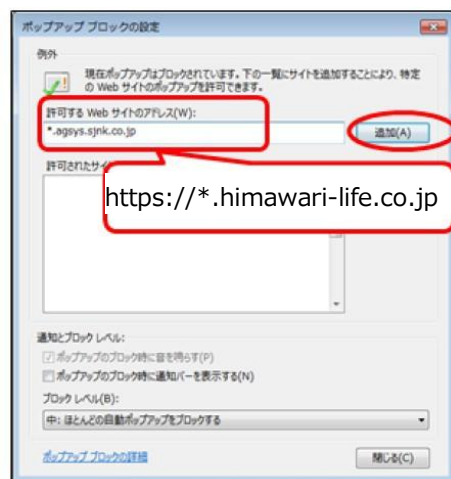 ポップアップ ブロックの設定
例外
現在ポップアップはブロックされています。下の一覧にサイトを追加することにより、特定
の Web サイトのポップアップを許可できます。
許可する Web サイトのアドレス(W):
*.agsys.sjnk.co.jp
追加(A)
許可されたサイ
https://*.himawari-life.co.jp
通知とブロック レベル:
ポップアップのブロック時に音を鳴らす(P)
ポップアップのブロック時に通知バーを表示する(N)
ブロック レベル(B):
中: ほとんどの自動ポップアップをブロックする
ポップアップ ブロックの詳細
閉じる(C)